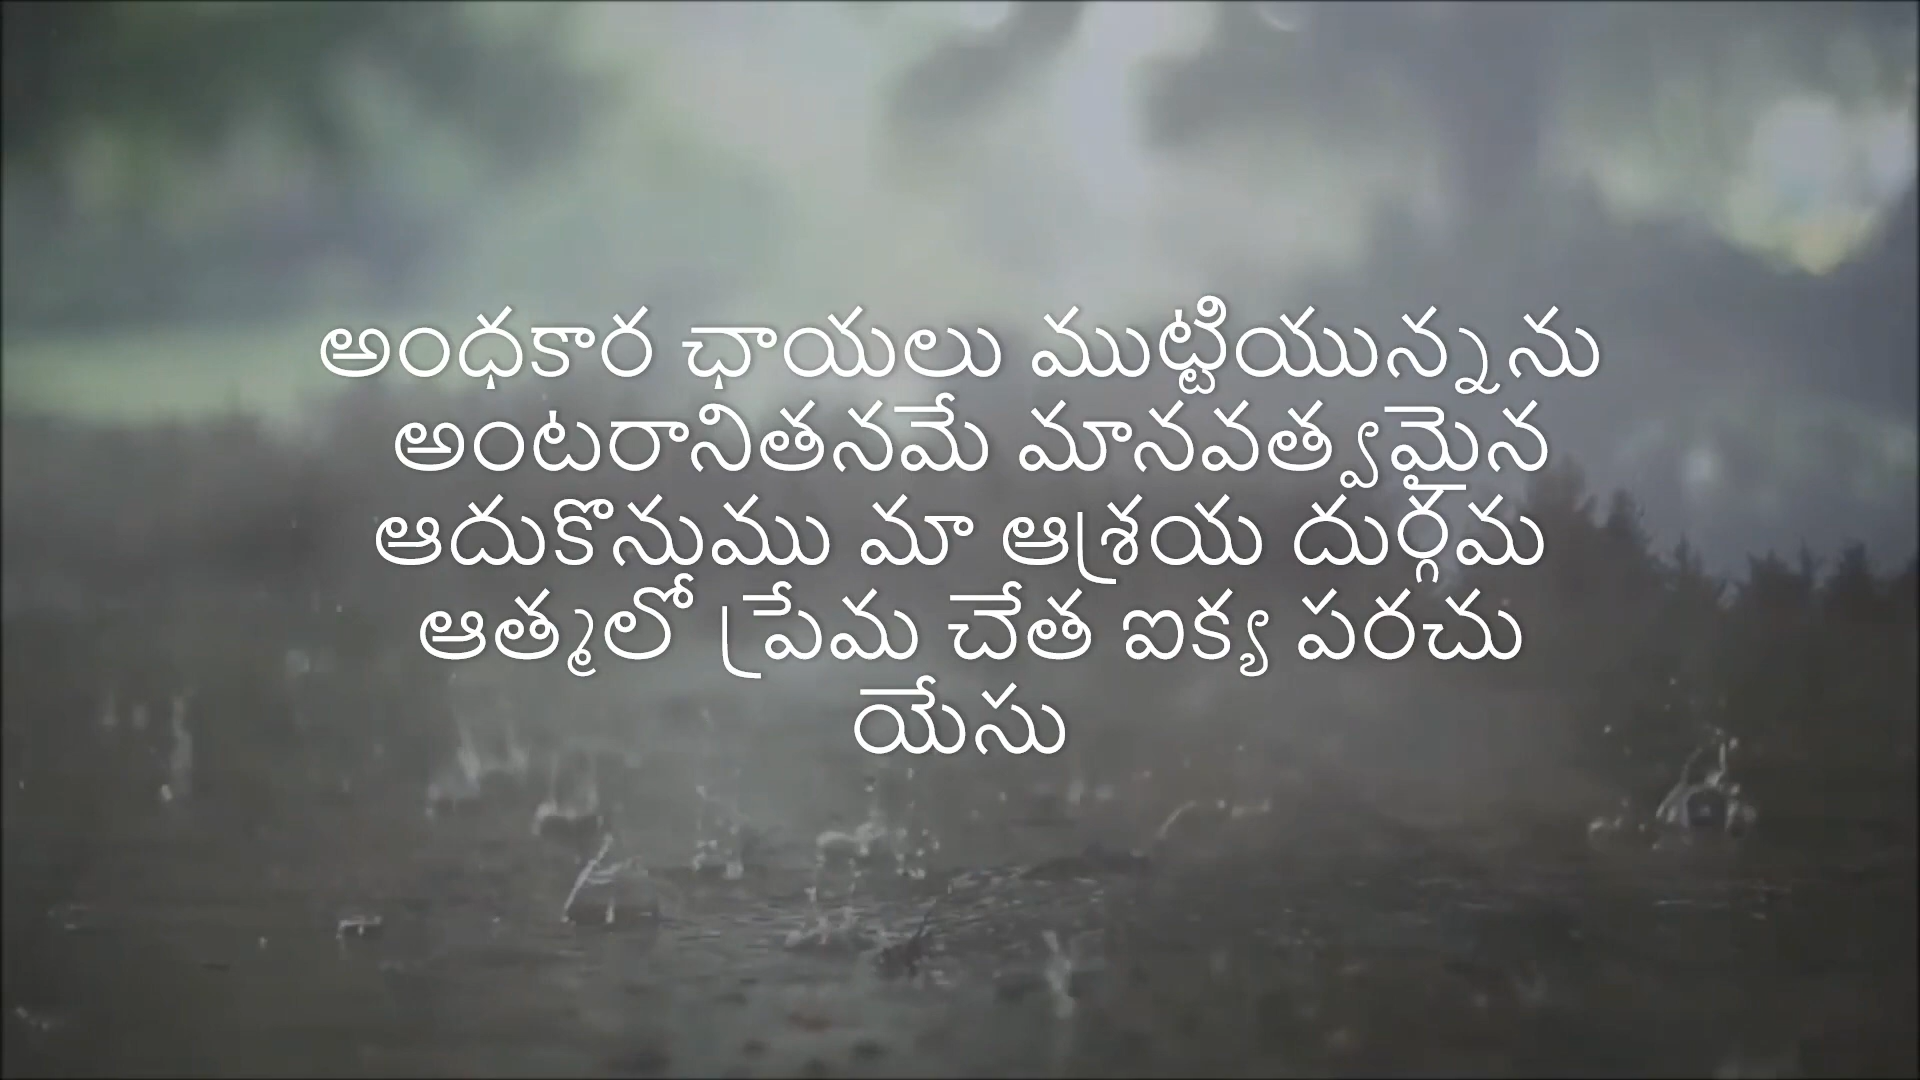 అంధకార ఛాయలు ముట్టియున్నను
అంటరానితనమే మానవత్వమైన
ఆదుకొనుము మా ఆశ్రయ దుర్గమ
ఆత్మలో ప్రేమ చేత ఐక్య పరచు
యేసు